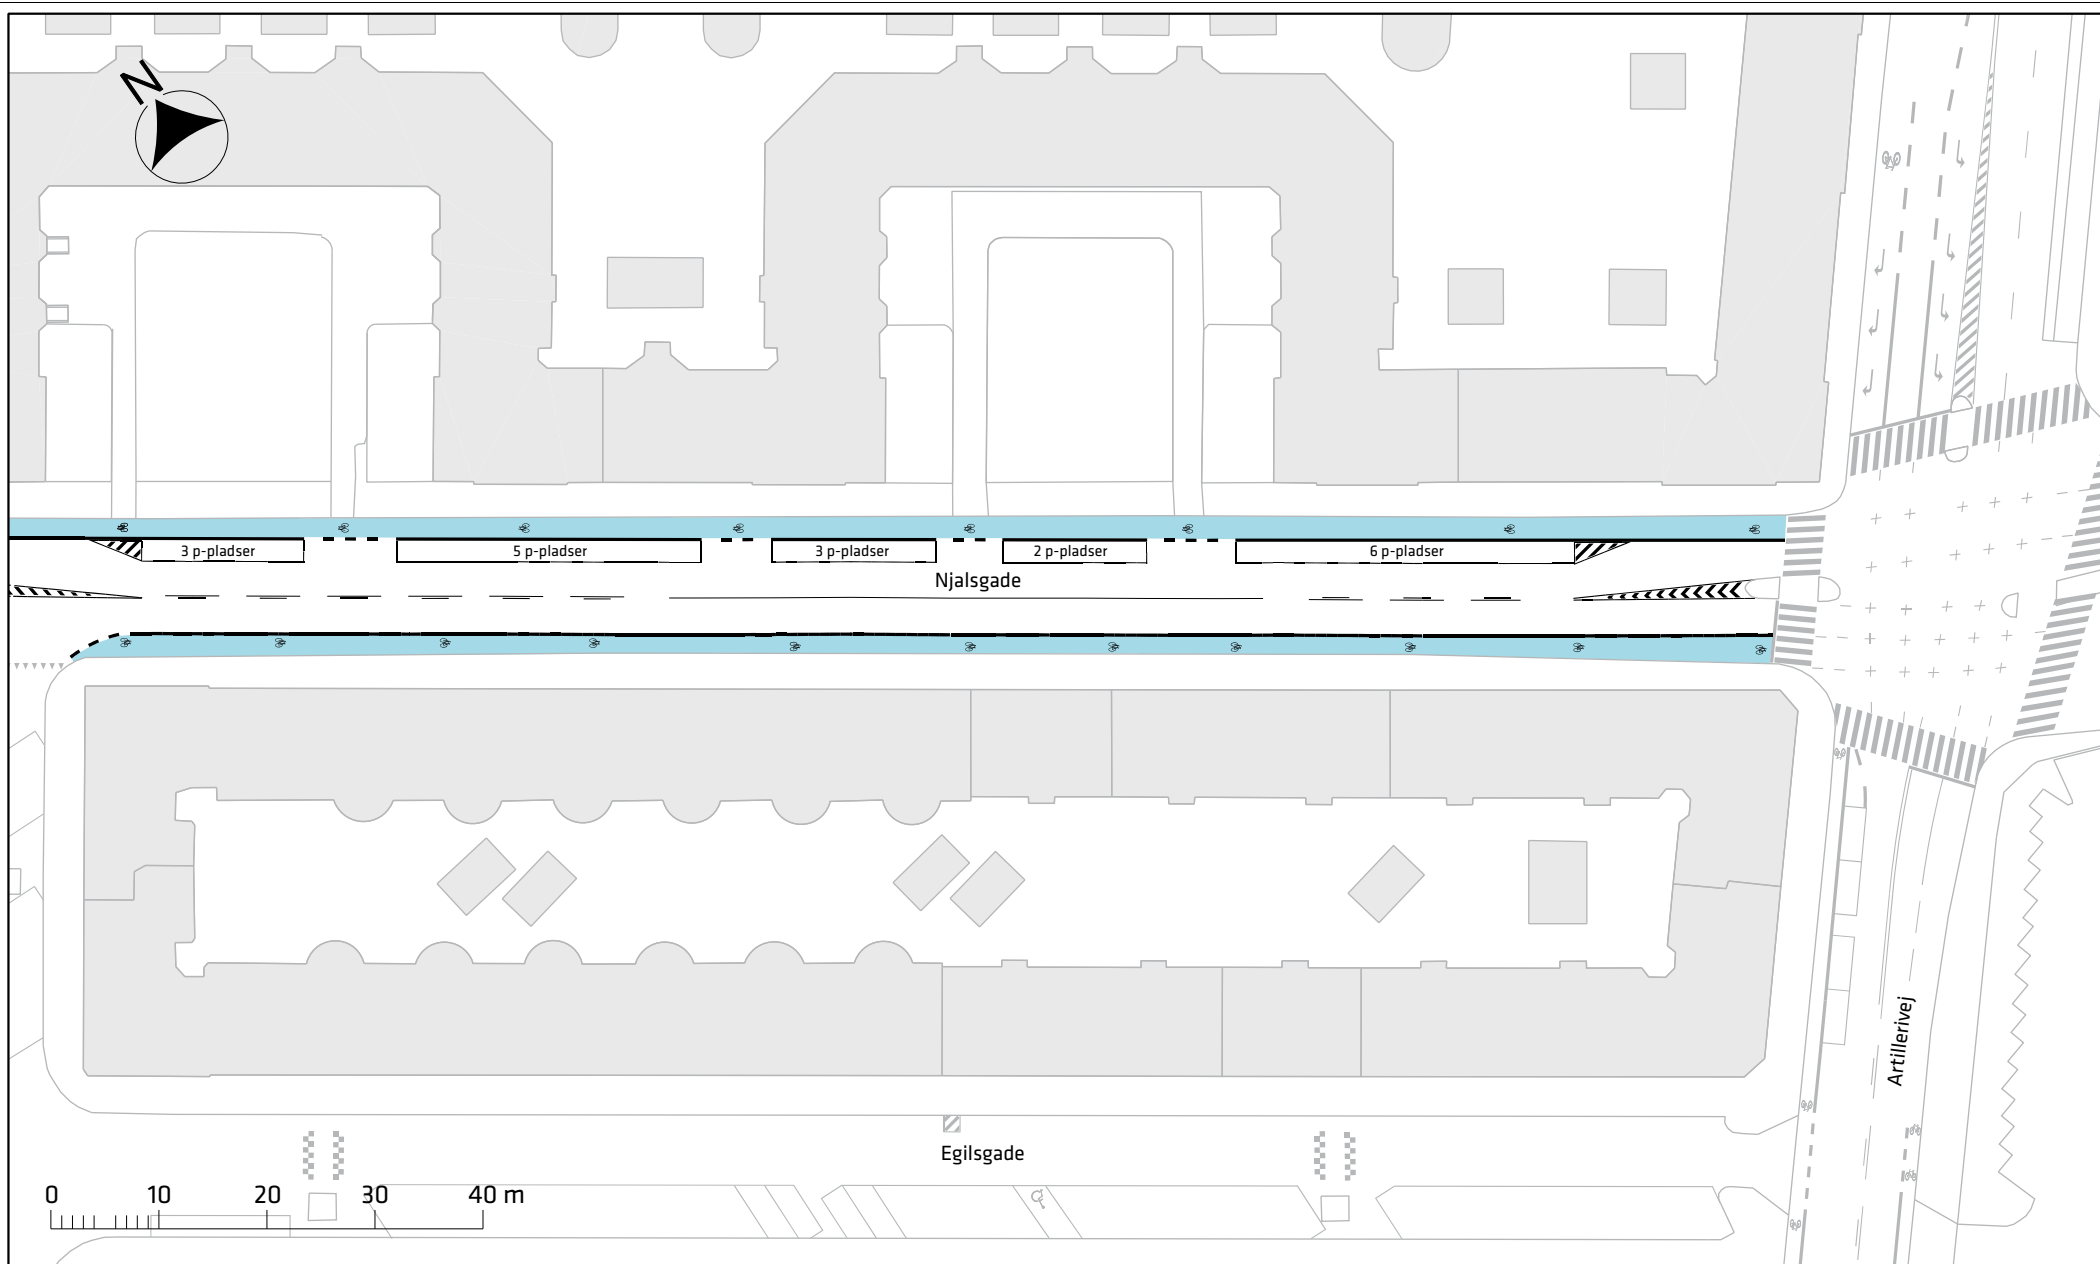 N
3 p-pladser
5 p-pladser
3 p-pladser
2 p-pladser
6 p-pladser
Njalsgade
Artillerivej
Egilsgade
0 10 20 30 40 m